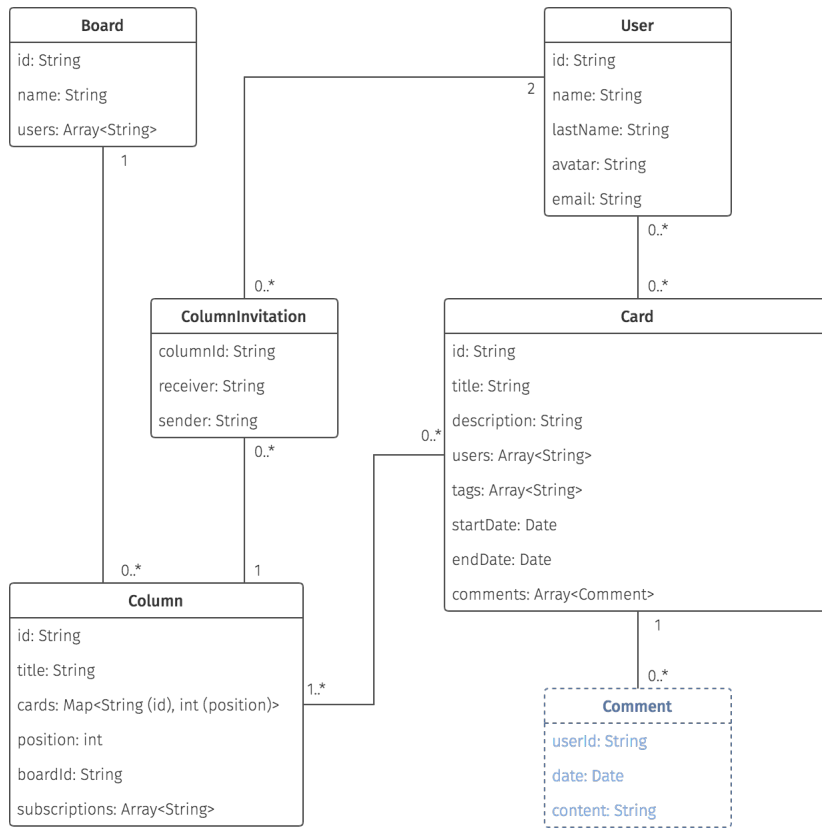 Board
id: String
name: String
users: Array<String>
1
User
id: String
name: String
lastName: String
avatar: String
email: String
2
0..*
0..*
0..*
ColumnInvitation
columnId: String
receiver: String
sender: String
0..*
1
0..*
Card
id: String
title: String
description: String
users: Array<String>
tags: Array<String>
startDate: Date
endDate: Date
comments: Array<Comment>
0..*
1
0..*
Column
id: String
title: String
cards: Map<String (id), int (position)>
position: int
boardId: String
subscriptions: Array<String>
1..*
Comment
userId: String
date: Date
content: String